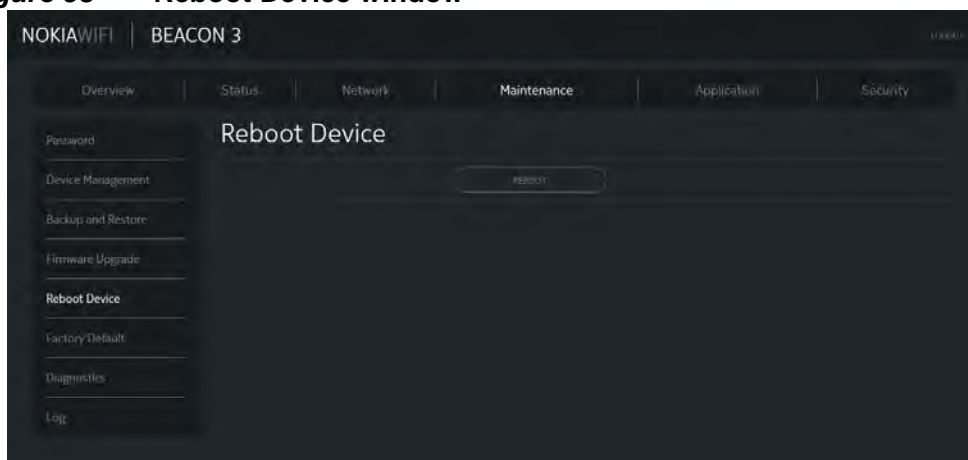 Reboot Device window
NOKIAWIFI | BEACON 3
Overview | Status | Network | Maintenance | Application | Security
Password
Reboot Device
Device Management
REBOOT
Backup and Restore
Firmware Upgrade
Reboot Device
Factory Default
Diagnostics
Log